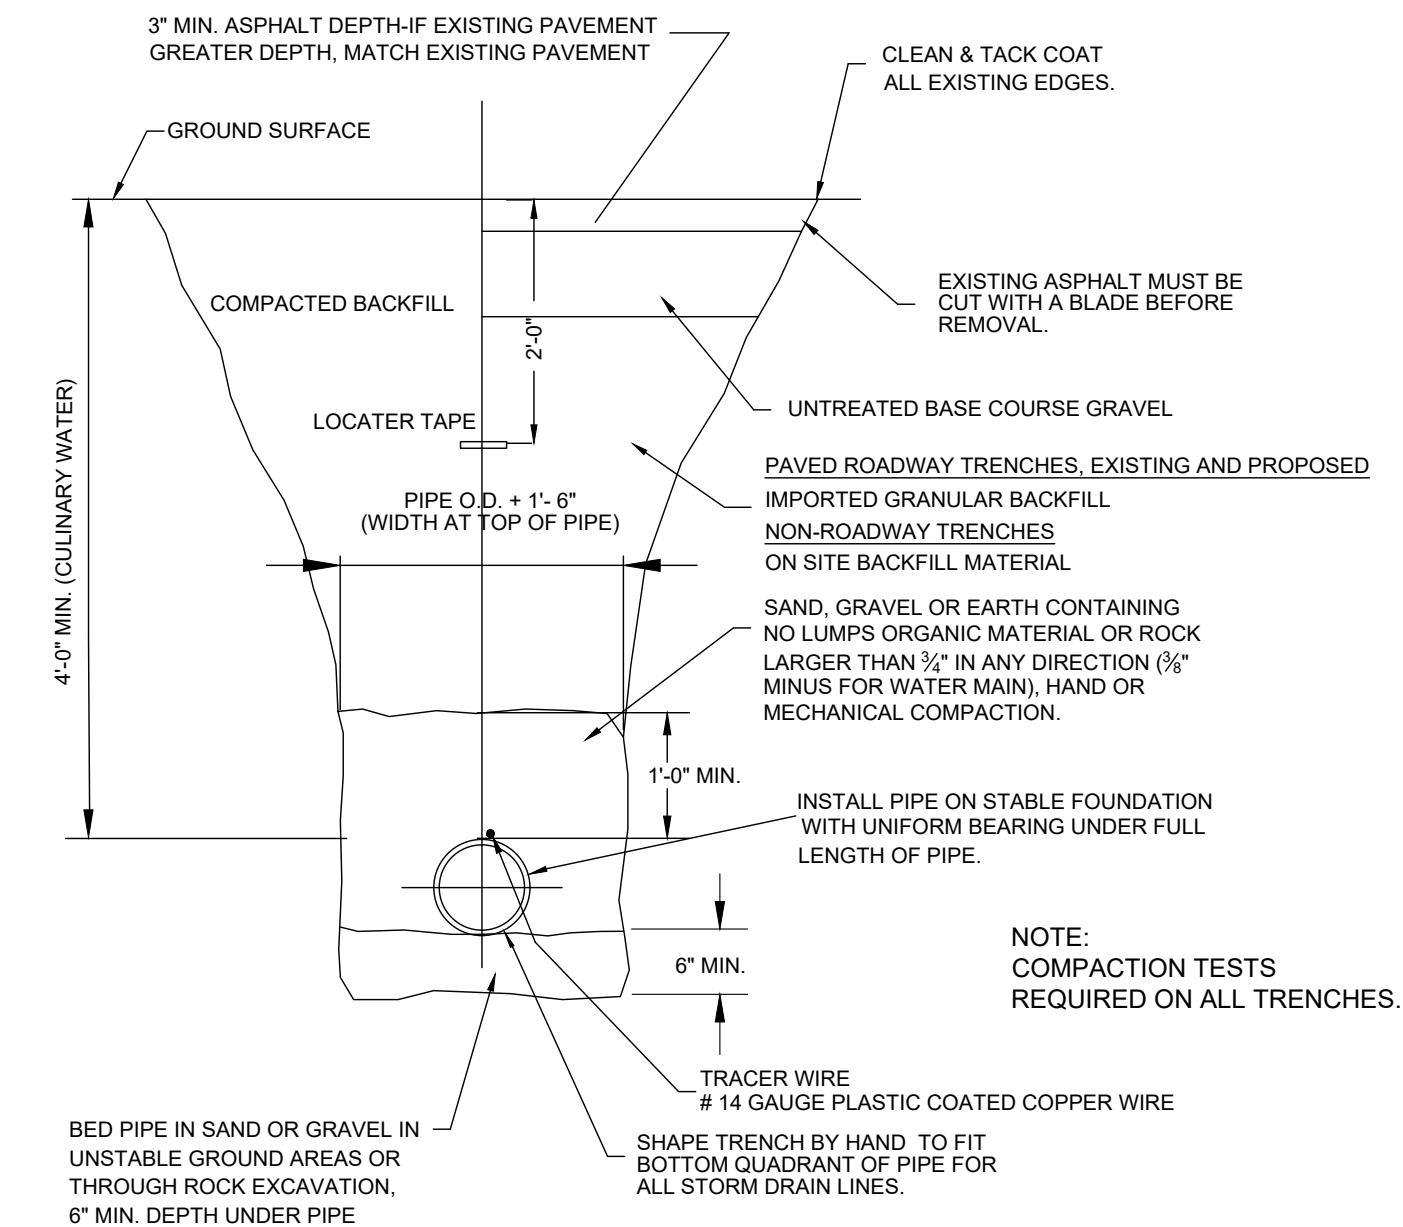 3" MIN. ASPHALT DEPTH-IF EXISTING PAVEMENT
GREATER DEPTH, MATCH EXISTING PAVEMENT
CLEAN & TACK COAT
ALL EXISTING EDGES.
GROUND SURFACE
EXISTING ASPHALT MUST BE
CUT WITH A BLADE BEFORE
REMOVAL.
COMPACTED BACKFILL
2'-0"
UNTREATED BASE COURSE GRAVEL
LOCATER TAPE
4'-0" MIN. (CULINARY WATER)
PAVED ROADWAY TRENCHES, EXISTING AND PROPOSED
IMPORTED GRANULAR BACKFILL
NON-ROADWAY TRENCHES
ON SITE BACKFILL MATERIAL
PIPE O.D. + 1'- 6"
(WIDTH AT TOP OF PIPE)
SAND, GRAVEL OR EARTH CONTAINING
NO LUMPS ORGANIC MATERIAL OR ROCK
LARGER THAN ¾" IN ANY DIRECTION (⅜"
MINUS FOR WATER MAIN), HAND OR
MECHANICAL COMPACTION.
1'-0" MIN.
INSTALL PIPE ON STABLE FOUNDATION
WITH UNIFORM BEARING UNDER FULL
LENGTH OF PIPE.
6" MIN.
NOTE:
COMPACTION TESTS
REQUIRED ON ALL TRENCHES.
TRACER WIRE
# 14 GAUGE PLASTIC COATED COPPER WIRE
BED PIPE IN SAND OR GRAVEL IN
UNSTABLE GROUND AREAS OR
THROUGH ROCK EXCAVATION,
6" MIN. DEPTH UNDER PIPE
SHAPE TRENCH BY HAND TO FIT
BOTTOM QUADRANT OF PIPE FOR
ALL STORM DRAIN LINES.